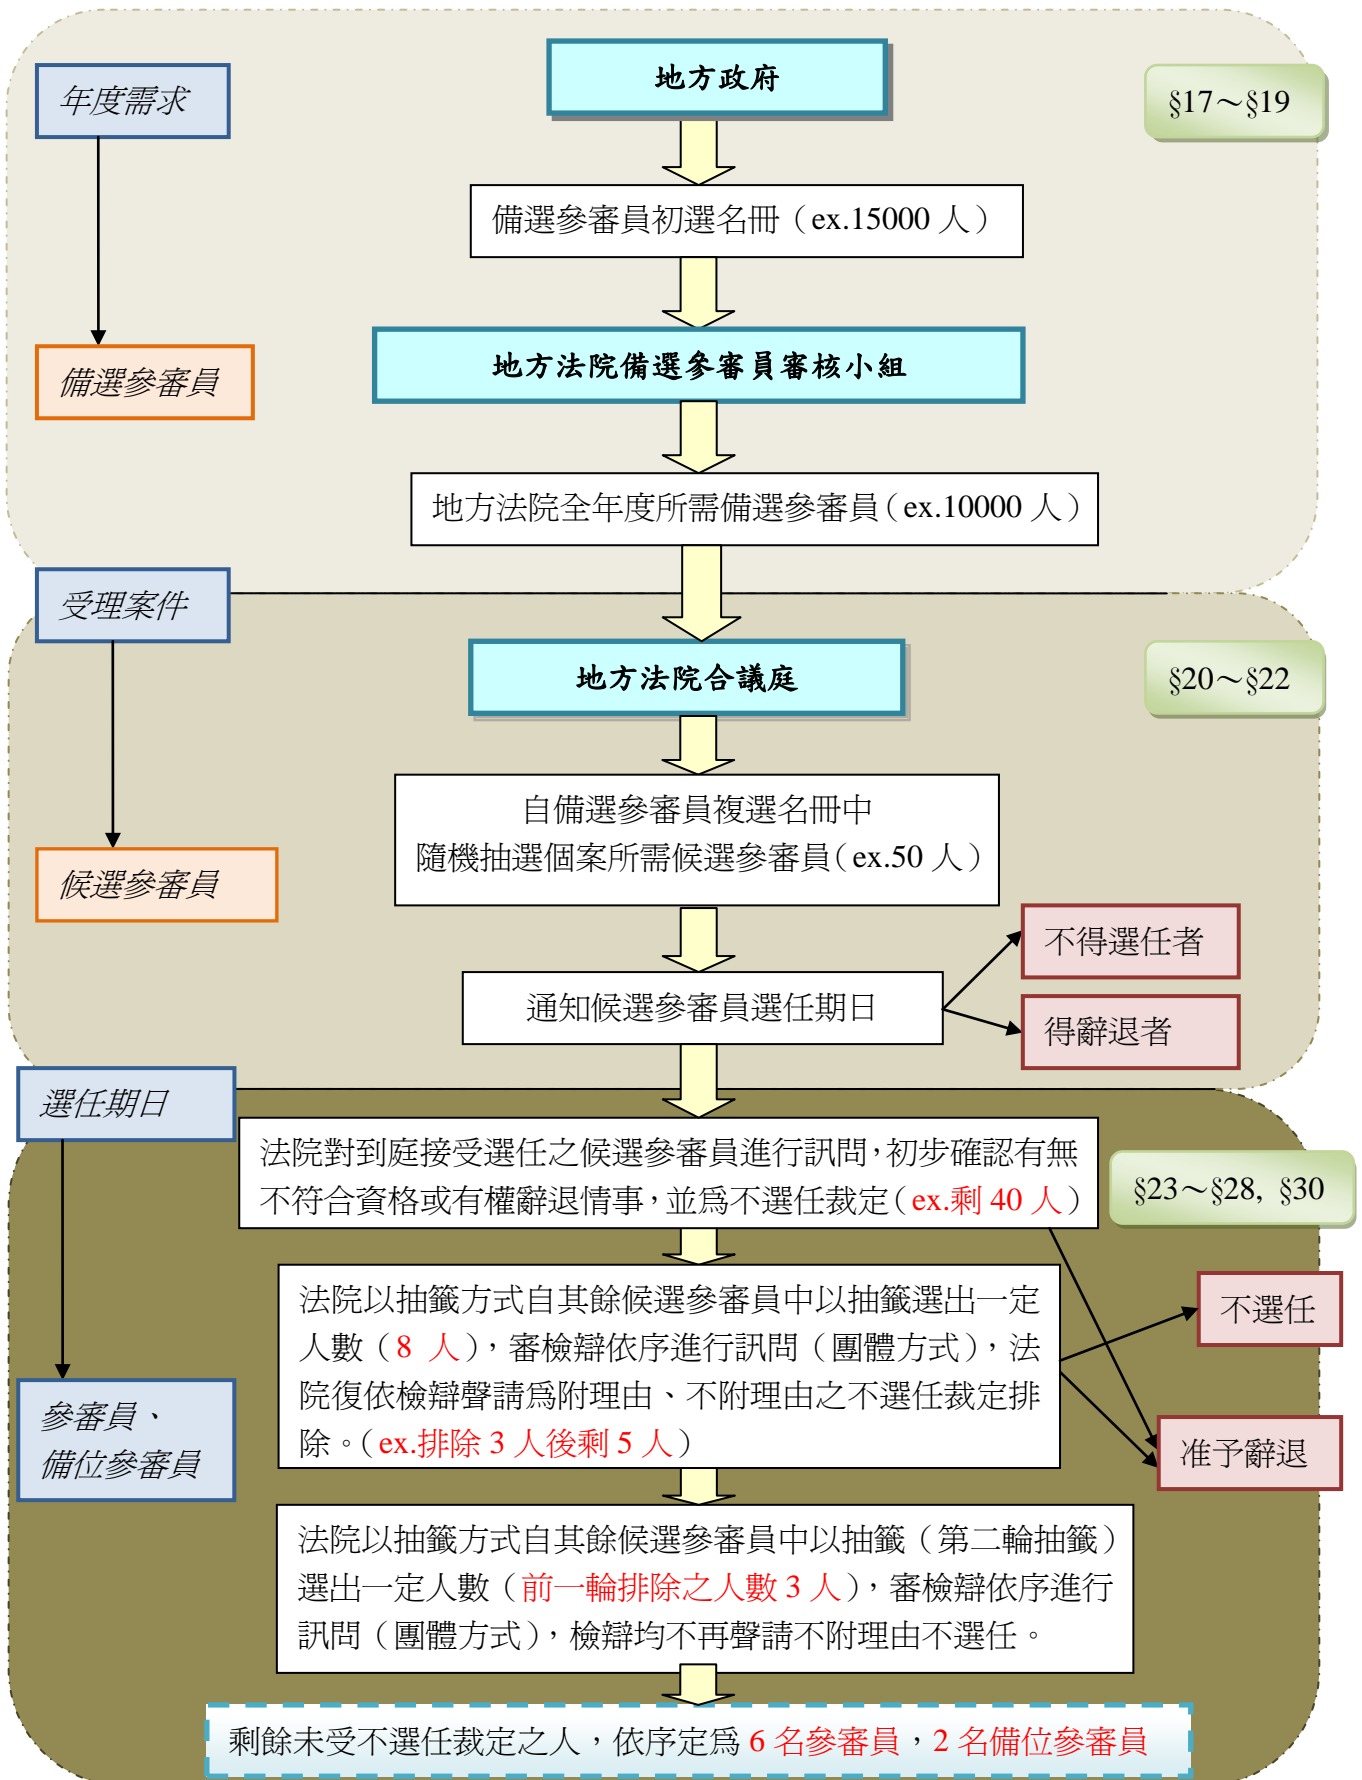 地方政府
年度需求
§17～§19
備選參審員初選名冊（ex.15000 人）
地方法院備選參審員審核小組
備選參審員
地方法院全年度所需備選參審員（ex.10000 人）
受理案件
地方法院合議庭
§20～§22
自備選參審員複選名冊中
隨機抽選個案所需候選參審員（ex.50 人）
候選參審員
不得選任者
通知候選參審員選任期日
得辭退者
選任期日
法院對到庭接受選任之候選參審員進行訊問，初步確認有無
不符合資格或有權辭退情事，並為不選任裁定（ex.剩 40 人）
§23～§28, §30
法院以抽籤方式自其餘候選參審員中以抽籤選出一定
人數（8 人），審檢辯依序進行訊問（團體方式），法
院復依檢辯聲請為附理由、不附理由之不選任裁定排
除。（ex.排除 3 人後剩 5 人）
不選任
參審員、
備位參審員
准予辭退
法院以抽籤方式自其餘候選參審員中以抽籤（第二輪抽籤）
選出一定人數（前一輪排除之人數 3 人），審檢辯依序進行
訊問（團體方式），檢辯均不再聲請不附理由不選任。
剩餘未受不選任裁定之人，依序定為 6 名參審員，2 名備位參審員